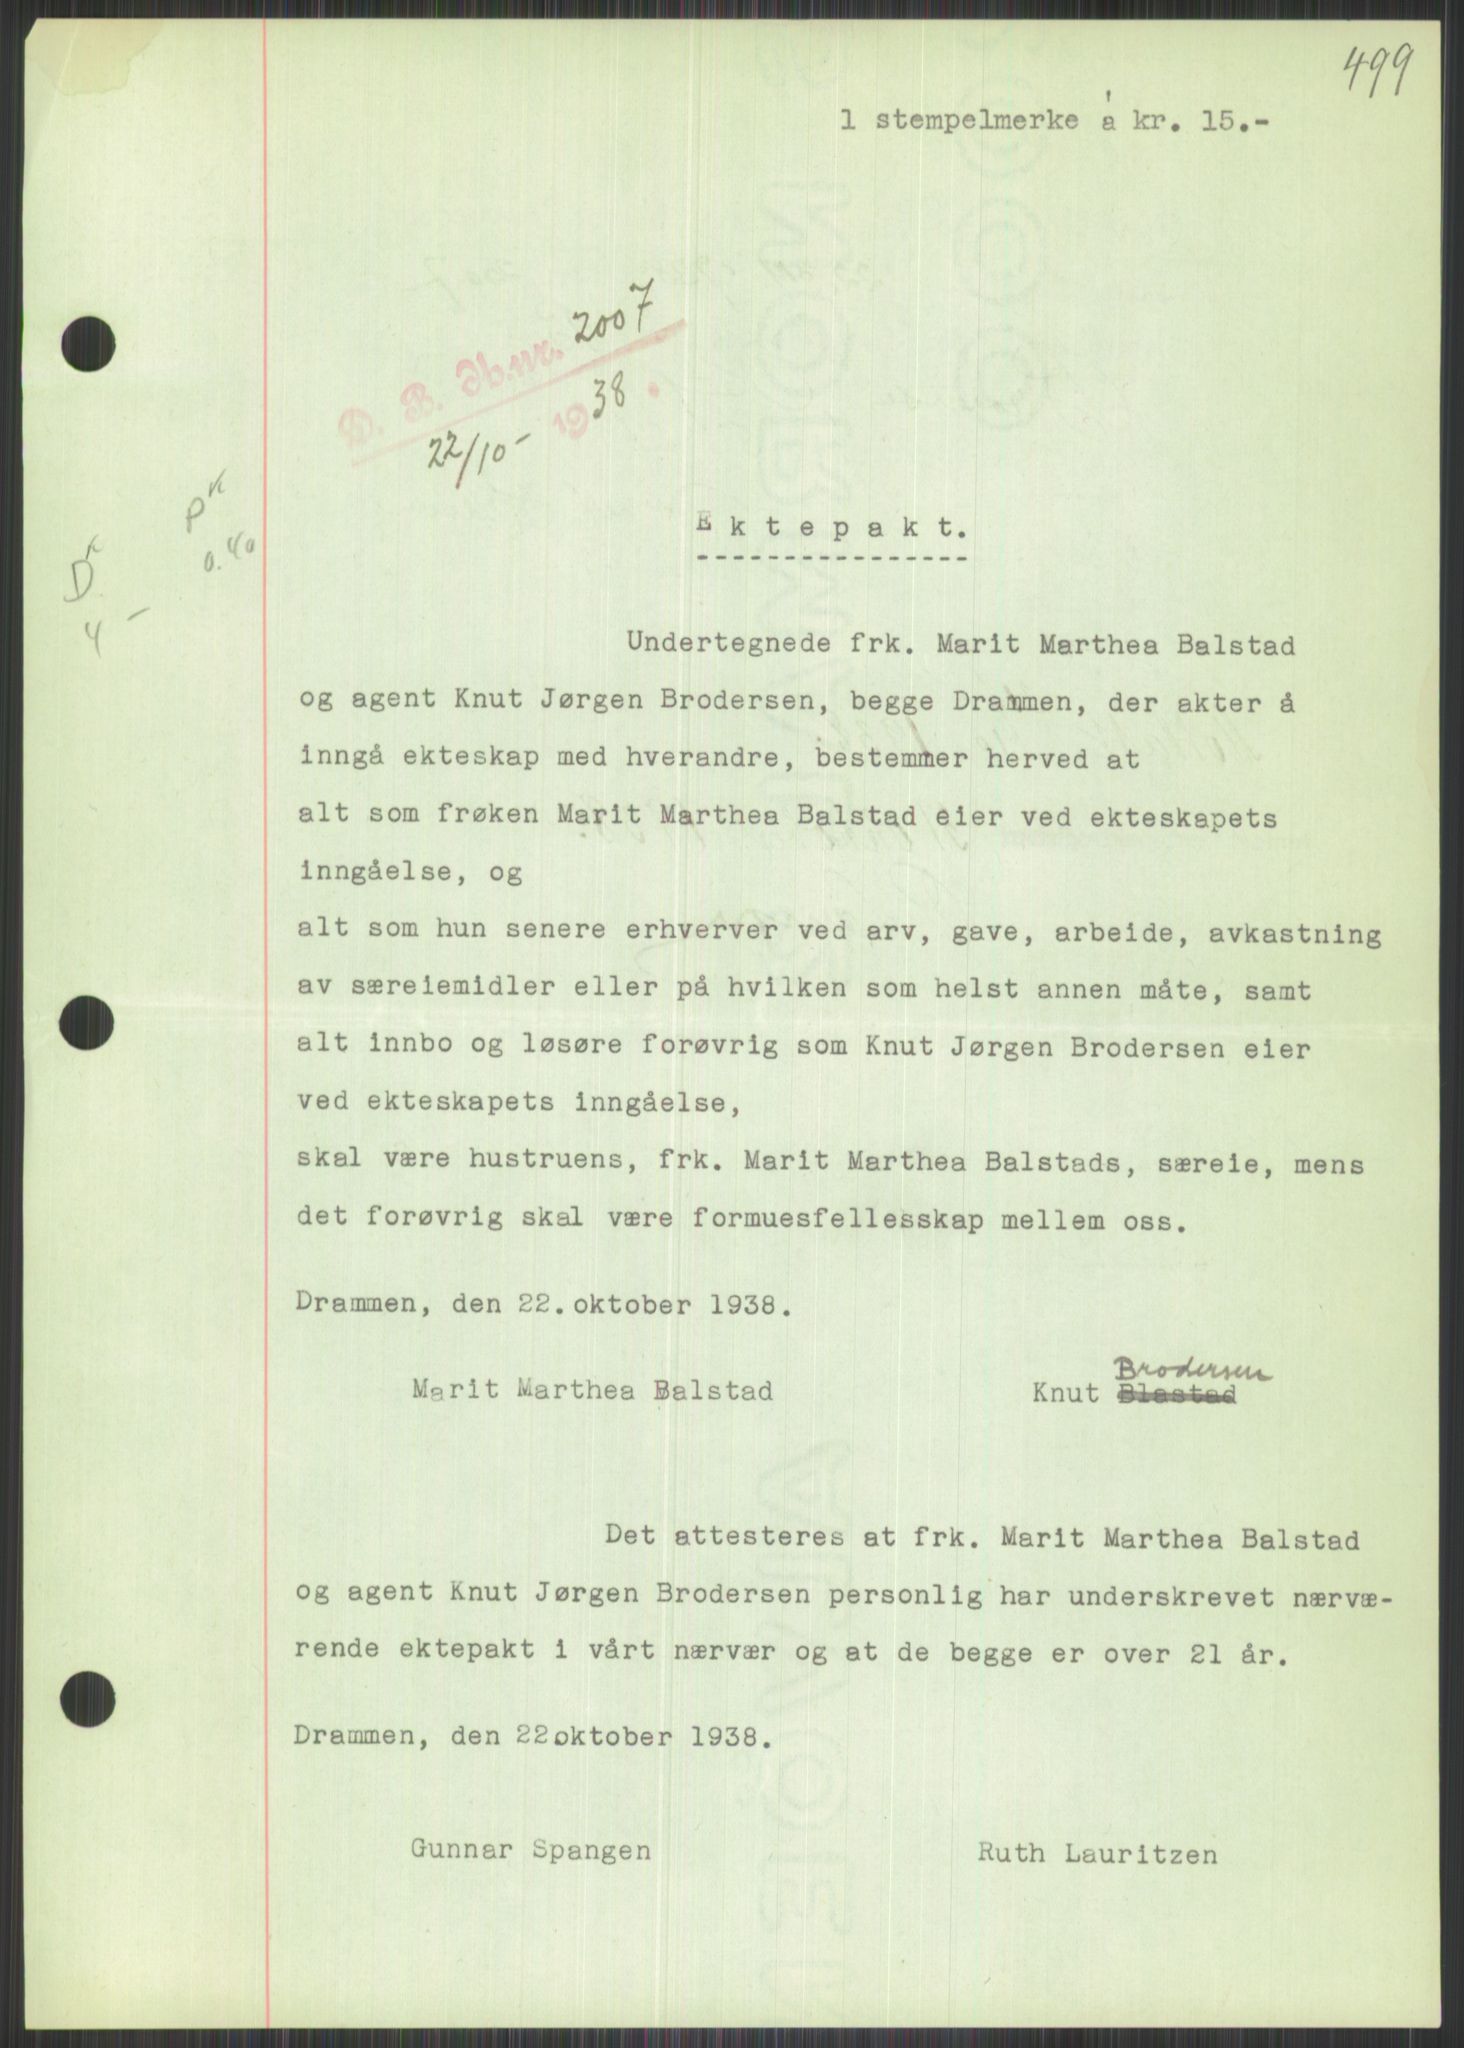 499
1 stempelmerke á kr. 15.-
D. B. Jb.nr. 2007
22/10- 1938.
pk
0.40
Dk
4 -
Ektepakt.
----------------
Undertegnede frk. Marit Marthea Balstad
og agent Knut Jørgen Brodersen, begge Drammen, der akter å
inngå ekteskap med hverandre, bestemmer herved at
alt som frøken Marit Marthea Balstad eier ved ekteskapets
inngåelse, og
alt som hun senere erhverver ved arv, gave, arbeide, avkastning
av særeiemidler eller på hvilken som helst annen måte, samt
alt innbo og løsøre forøvrig som Knut Jørgen Brodersen eier
ved ekteskapets inngåelse,
skal være hustruens, frk. Marit Marthea Balstads, særeie, mens
det forøvrig skal være formuesfellesskap mellem oss.
Drammen, den 22. oktober 1938.
Brodersen
Marit Marthea Balstad Knut Blastad
Det attesteres at frk. Marit Marthea Balstad
og agent Knut Jørgen Brodersen personlig har underskrevet nærvæ-
rende ektepakt i vårt nærvær og at de begge er over 21 år.
Drammen, den 22oktober 1938.
Gunnar Spangen Ruth Lauritzen